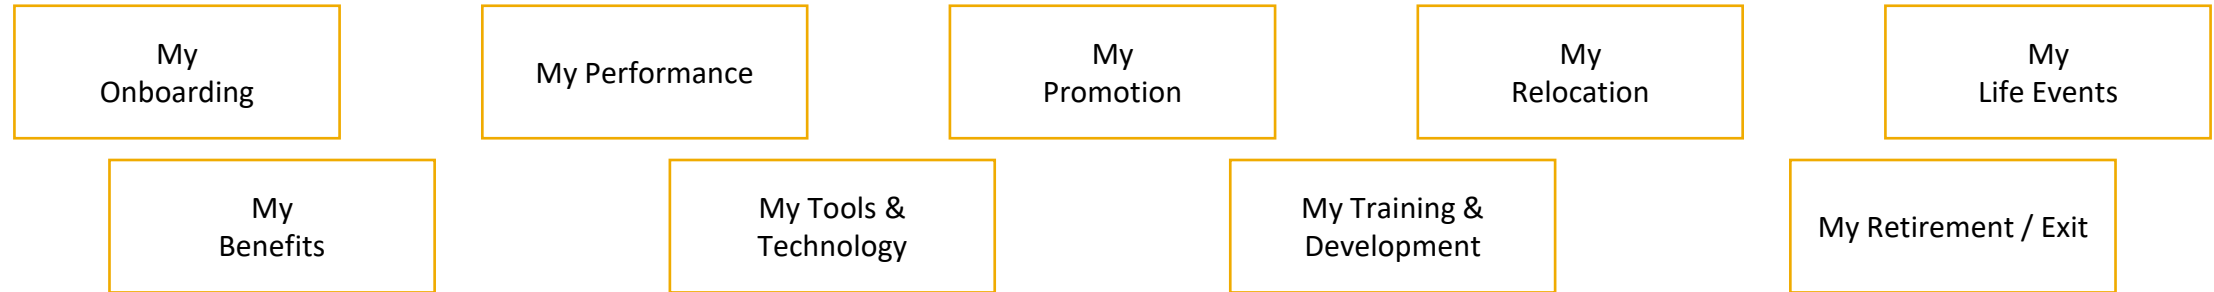 My
Onboarding
My Performance
My
Promotion
My
Relocation
My
Life Events
My
Benefits
My Tools &
Technology
My Training &
Development
My Retirement / Exit